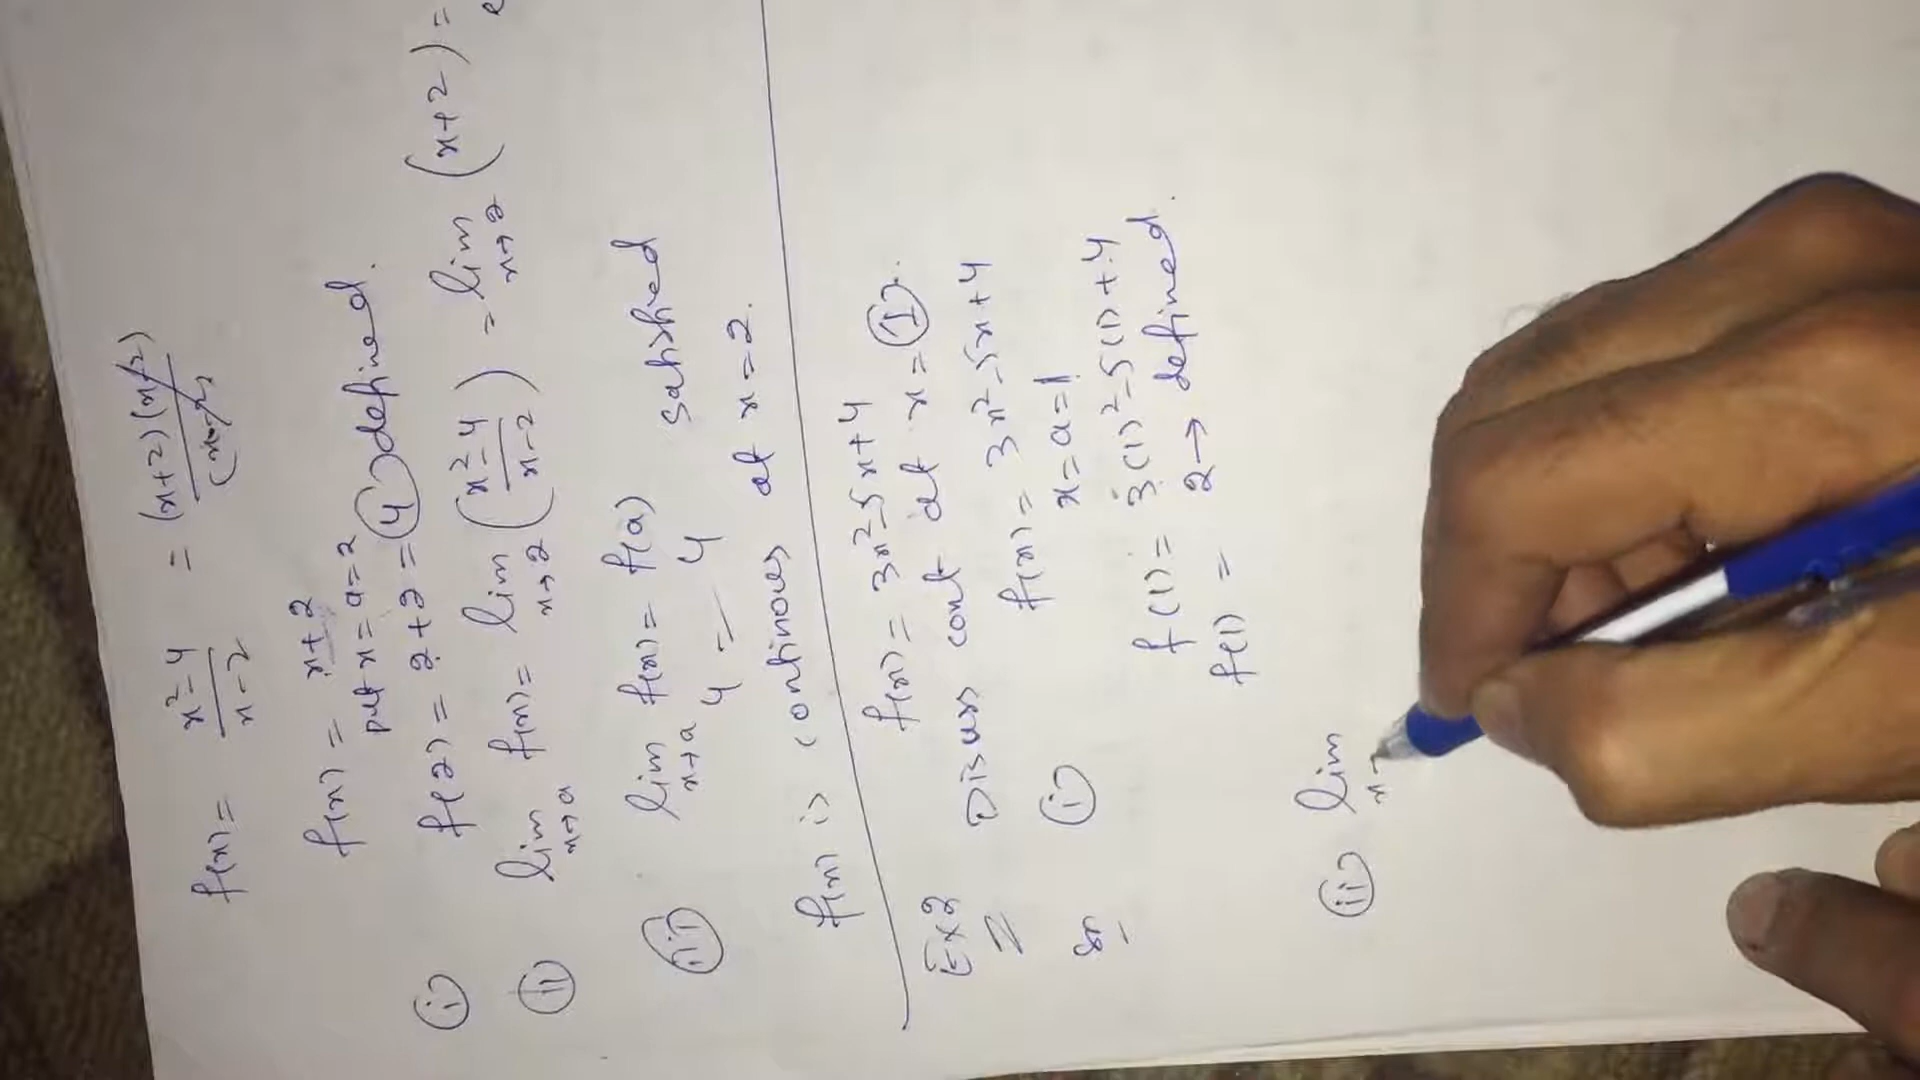 f(x) = x²-4 / x-2 = (x+2)(x-2) / (x-2)
f(x) = x+2
put x = a = 2
(i) f(2) = 2+2 = 4 defined.
(ii) lim x→a f(x) = lim x→2 (x²-4 / x-2) = lim x→2 (x+2) =
(iii) lim x→a f(x) = f(a) satisfied
4 = 4
f(x) is continuous at x = 2.
Ex 2 f(x) = 3x²-5x+4
Discuss cont at x = 1.
(i) f(x) = 3x²-5x+4
x = a = 1
f(1) = 3(1)²-5(1)+4
f(1) = 2 → defined.
(ii) lim x→